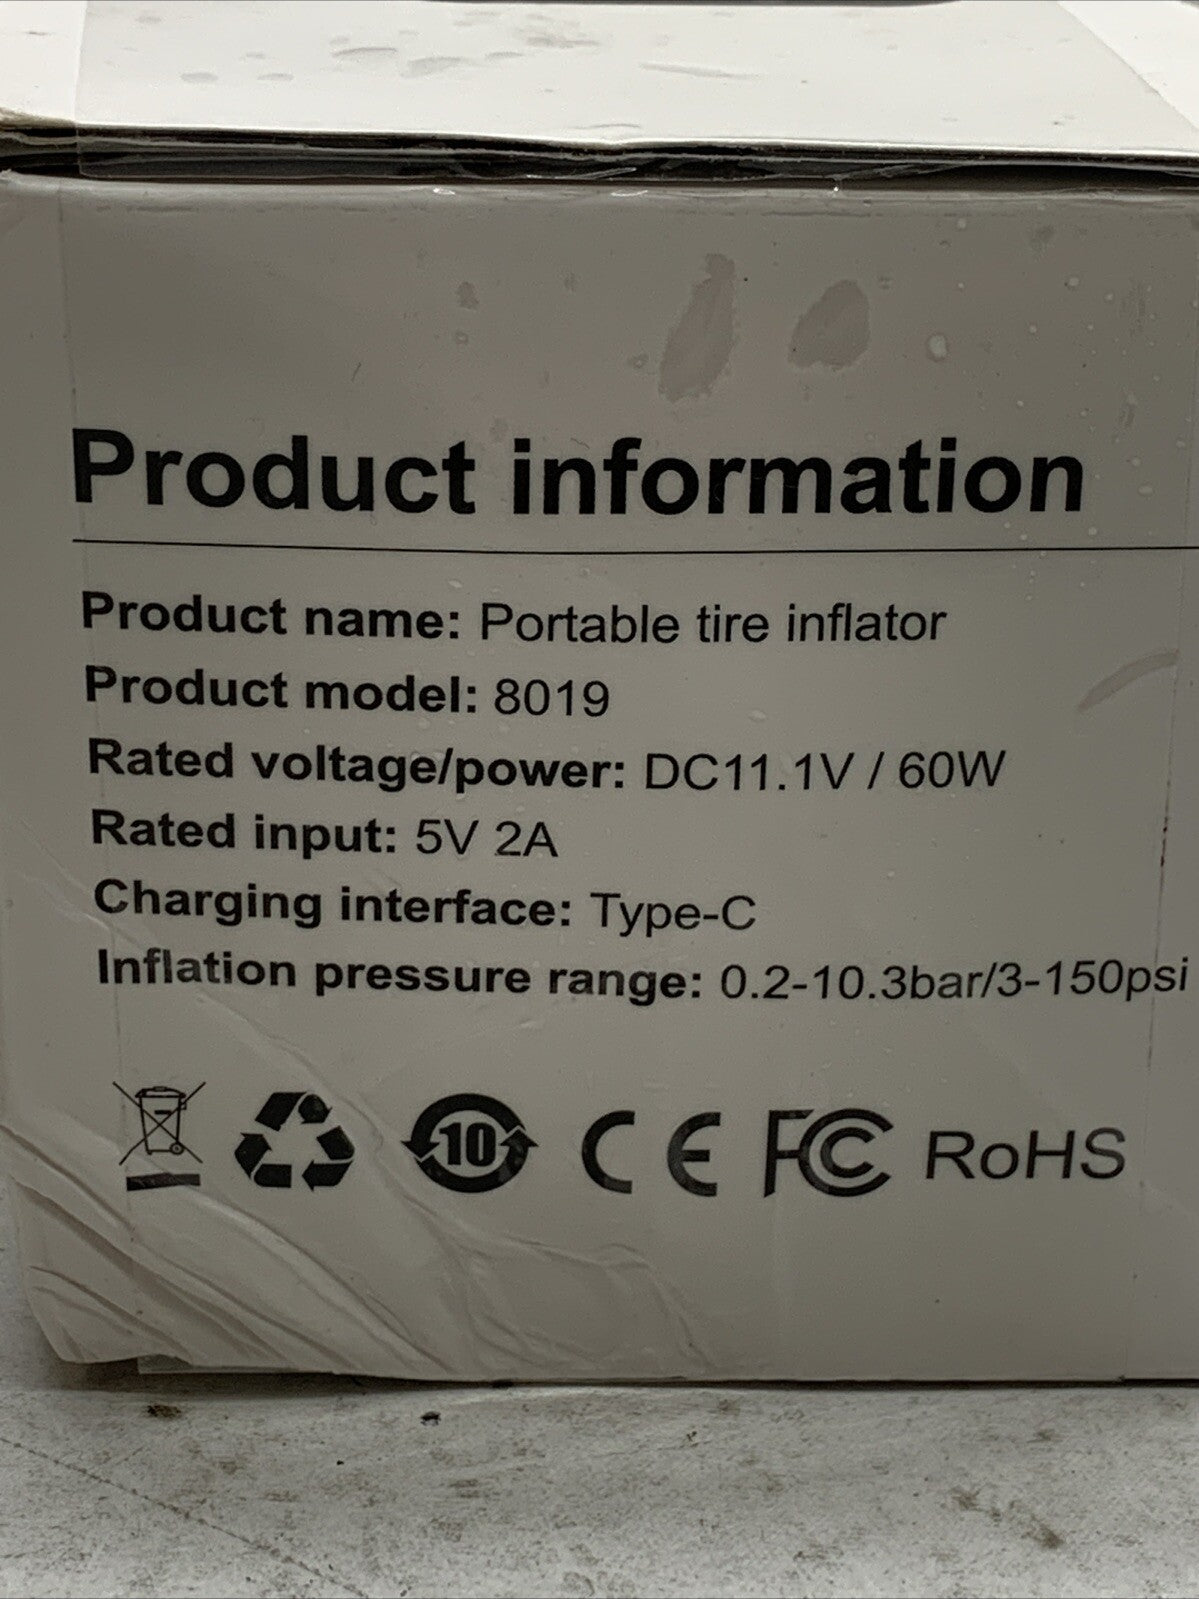 Product information
Product name: Portable tire inflator
Product model: 8019
Rated voltage/power: DC11.1V / 60W
Rated input: 5V 2A
Charging interface: Type-C
Inflation pressure range: 0.2-10.3bar/3-150psi
10 CE FC RoHS